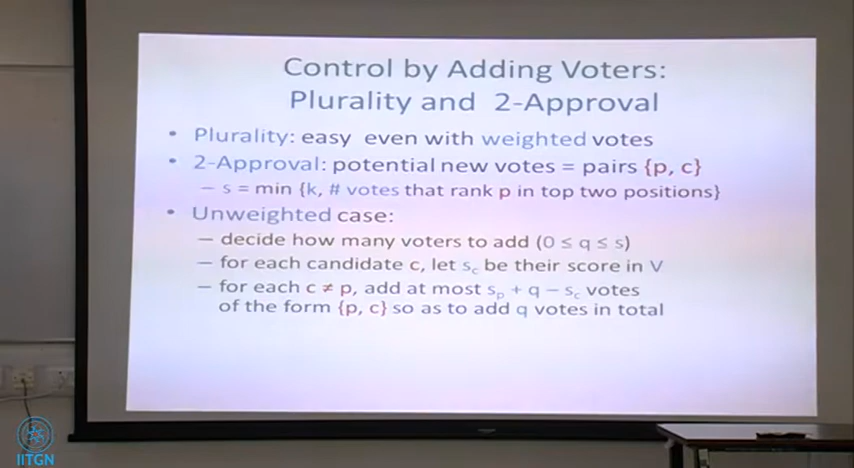 Control by Adding Voters:
Plurality and 2-Approval
• Plurality: easy even with weighted votes
• 2-Approval: potential new votes = pairs {p, c}
– s = min {k, # votes that rank p in top two positions}
• Unweighted case:
– decide how many voters to add (0 ≤ q ≤ s)
– for each candidate c, let s_c be their score in V
– for each c ≠ p, add at most s_p + q – s_c votes
of the form {p, c} so as to add q votes in total
IITGN